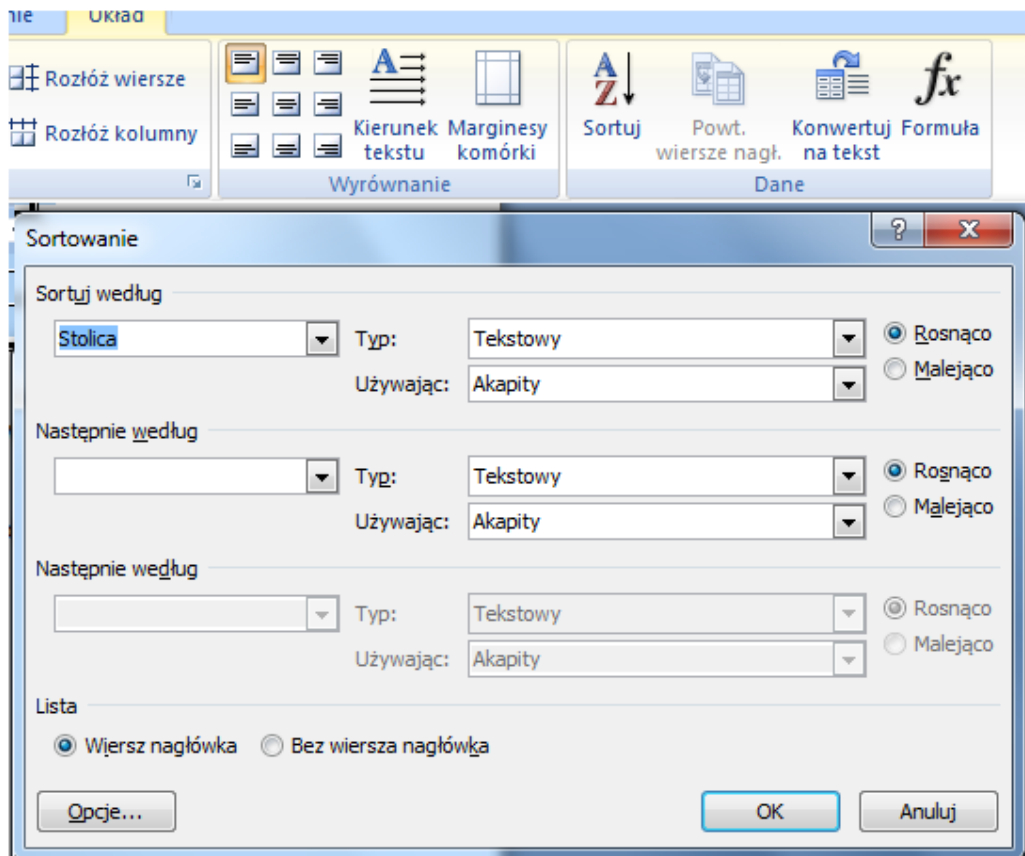 nie Układ
Rozłóż wiersze
Rozłóż kolumny
Kierunek tekstu
Marginesy komórki
Wyrównanie
A Z
Sortuj
Powt. wiersze nagł.
Konwertuj na tekst
fx
Formuła
Dane
Sortowanie
Sortuj według
Stolica Typ: Tekstowy Rosnąco
Używając: Akapity Malejąco
Następnie według
Typ: Tekstowy Rosnąco
Używając: Akapity Malejąco
Następnie według
Typ: Tekstowy Rosnąco
Używając: Akapity Malejąco
Lista
Wiersz nagłówka Bez wiersza nagłówka
Opcje... OK Anuluj